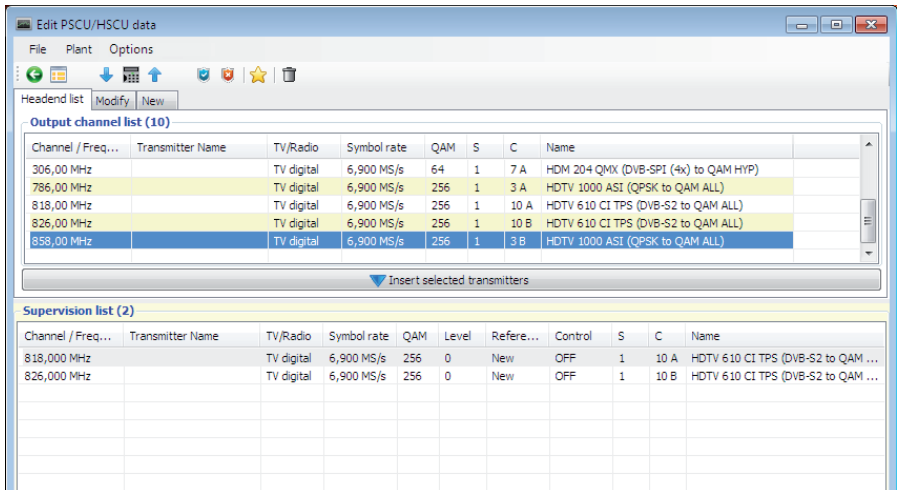 Edit PSCU/HSCU data
File Plant Options
Headend list Modify New
Output channel list (10)
Channel / Freq... Transmitter Name TV/Radio Symbol rate QAM S C Name
306,00 MHz TV digital 6,900 MS/s 64 1 7 A HDM 204 QMX (DVB-SPI (4x) to QAM HYP)
786,00 MHz TV digital 6,900 MS/s 256 1 3 A HDTV 1000 ASI (QPSK to QAM ALL)
818,00 MHz TV digital 6,900 MS/s 256 1 10 A HDTV 610 CI TPS (DVB-S2 to QAM ALL)
826,00 MHz TV digital 6,900 MS/s 256 1 10 B HDTV 610 CI TPS (DVB-S2 to QAM ALL)
858,00 MHz TV digital 6,900 MS/s 256 1 3 B HDTV 1000 ASI (QPSK to QAM ALL)
Insert selected transmitters
Supervision list (2)
Channel / Freq... Transmitter Name TV/Radio Symbol rate QAM Level Refere... Control S C Name
818,000 MHz TV digital 6,900 MS/s 256 0 New OFF 1 10 A HDTV 610 CI TPS (DVB-S2 to QAM ...
826,000 MHz TV digital 6,900 MS/s 256 0 New OFF 1 10 B HDTV 610 CI TPS (DVB-S2 to QAM ...